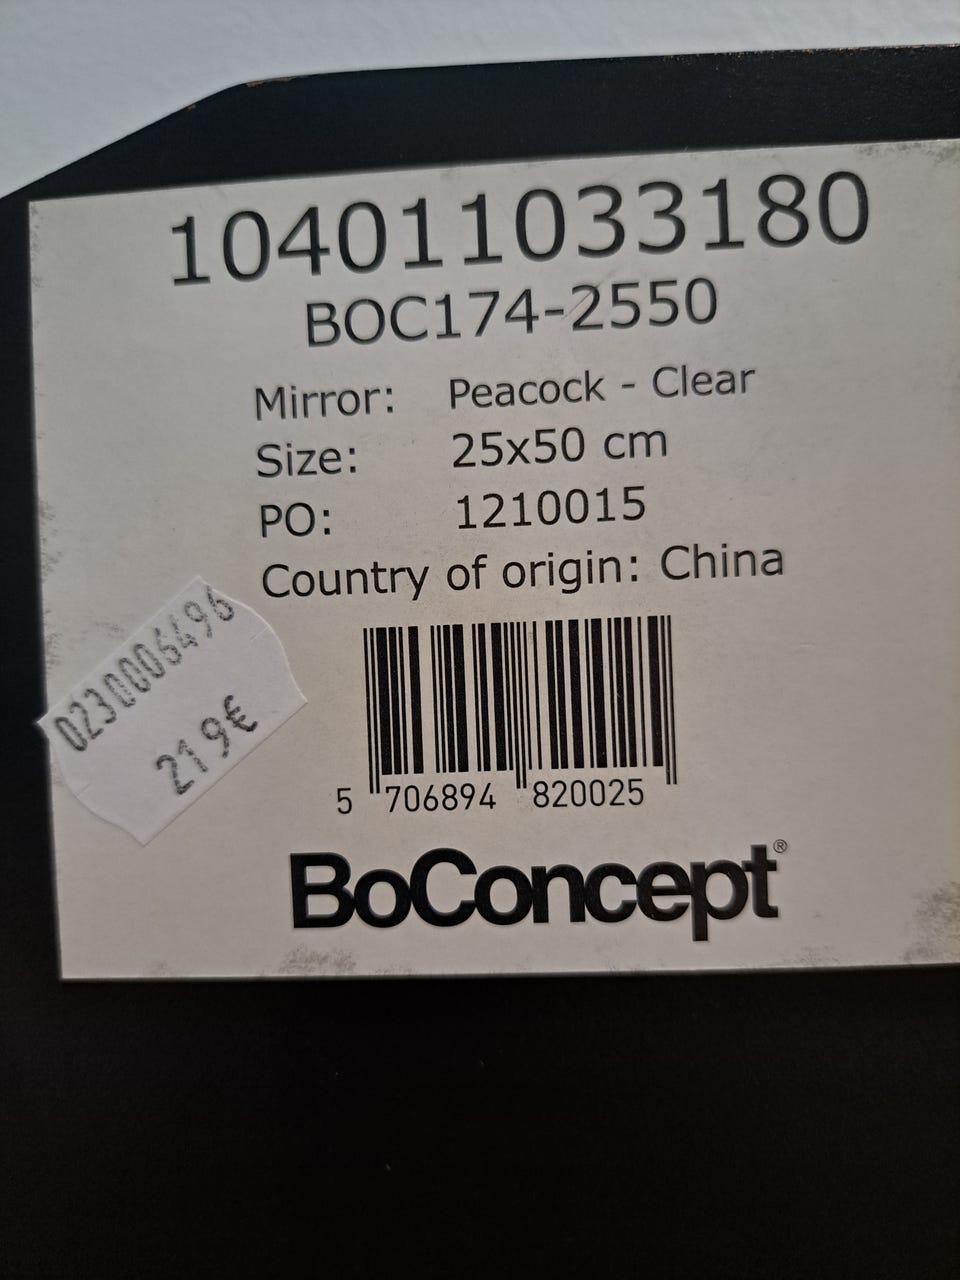 104011033180
BOC174-2550
Mirror: Peacock - Clear
Size: 25x50 cm
PO: 1210015
Country of origin: China
0230006496
219€
5 706894 820025
BoConcept®